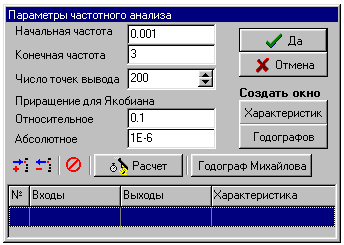 Параметры частотного анализа
Начальная частота 0.001
Да
Конечная частота 3
Отмена
Число точек вывода 200
Создать окно
Приращение для Якобиана
Характеристик
Относительное 0.1
Годографов
Абсолютное 1E-6
Расчет
Годограф Михайлова
№ Входы Выходы Характеристика